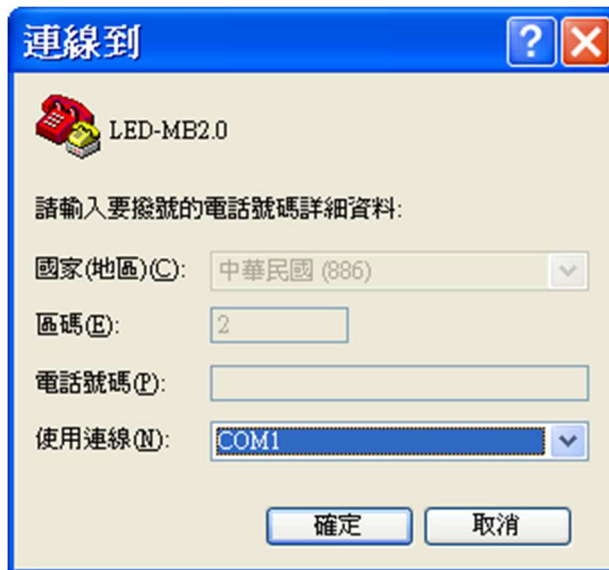 連線到
LED-MB2.0
請輸入要撥號的電話號碼詳細資料:
國家(地區)(C): 中華民國 (886)
區碼(E): 2
電話號碼(P):
使用連線(N): COM1
確定 取消